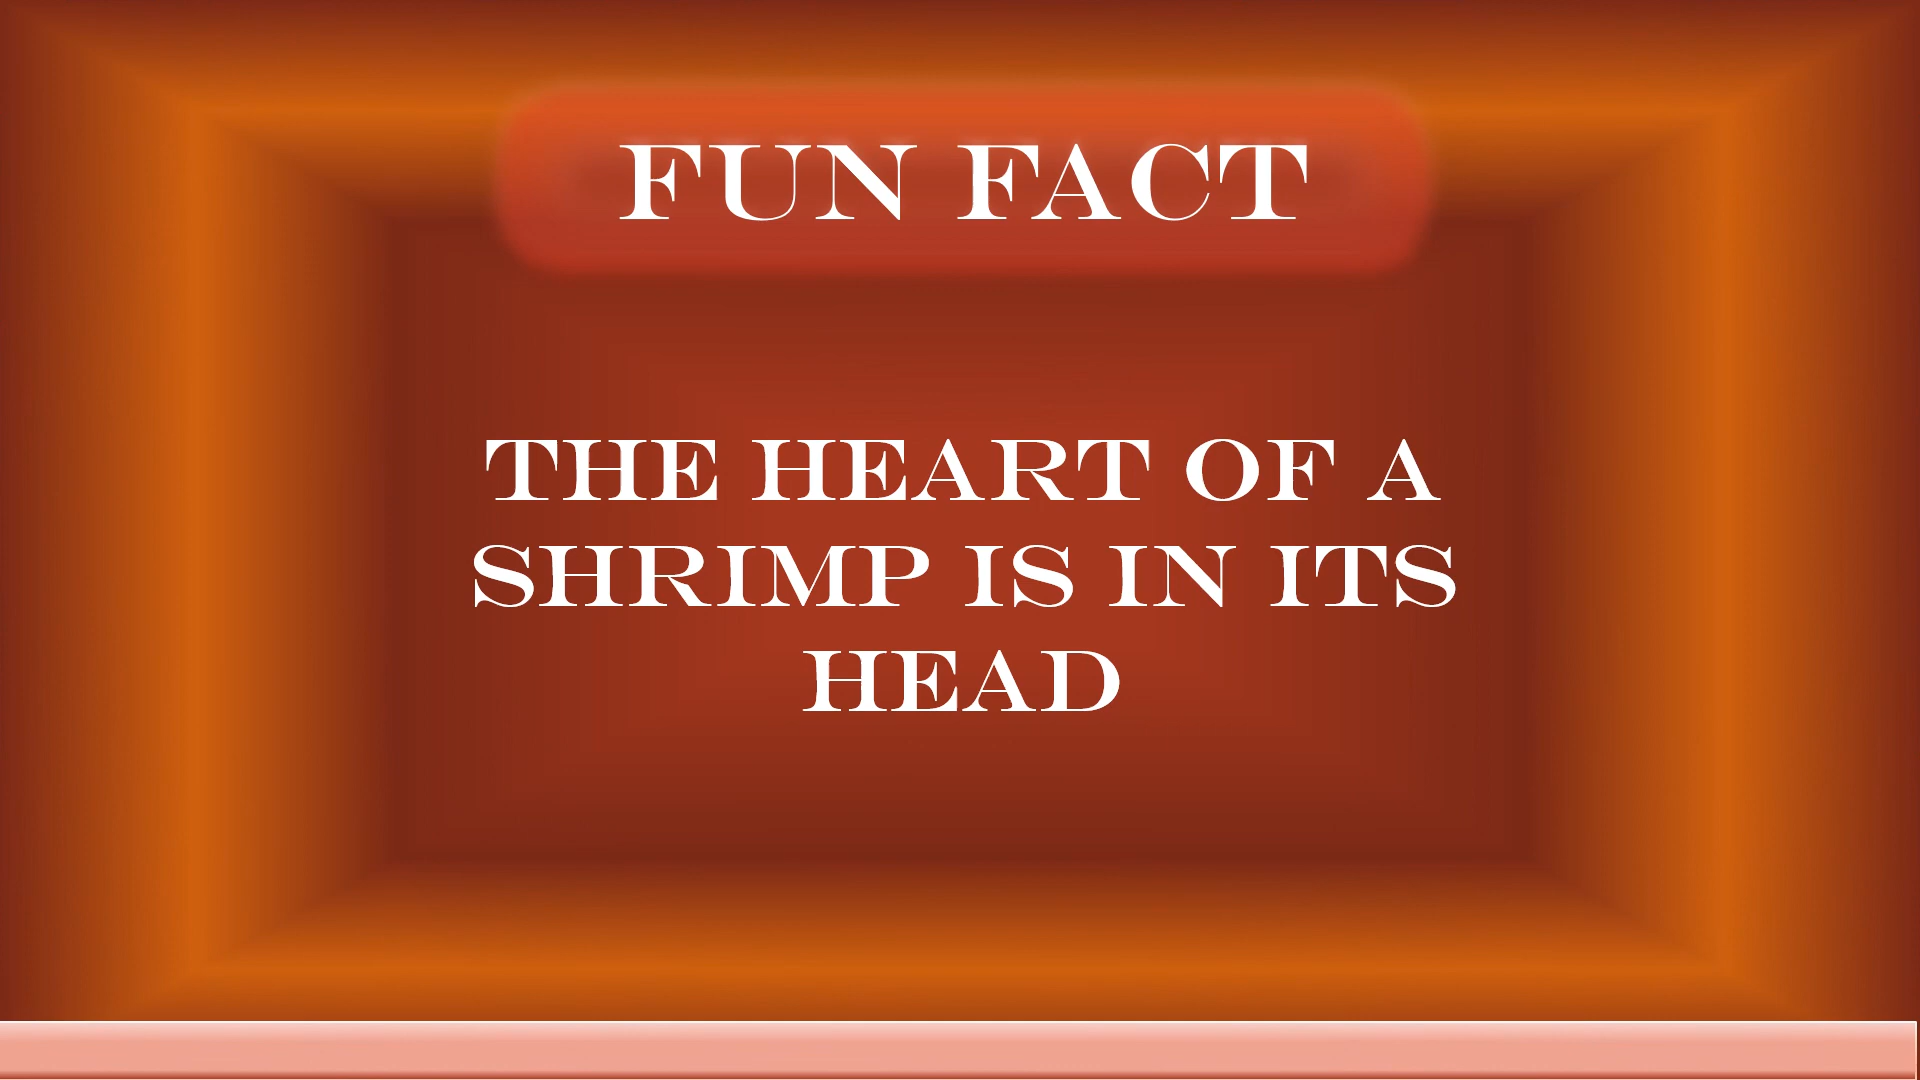 FUN FACT
THE HEART OF A
SHRIMP IS IN ITS
HEAD